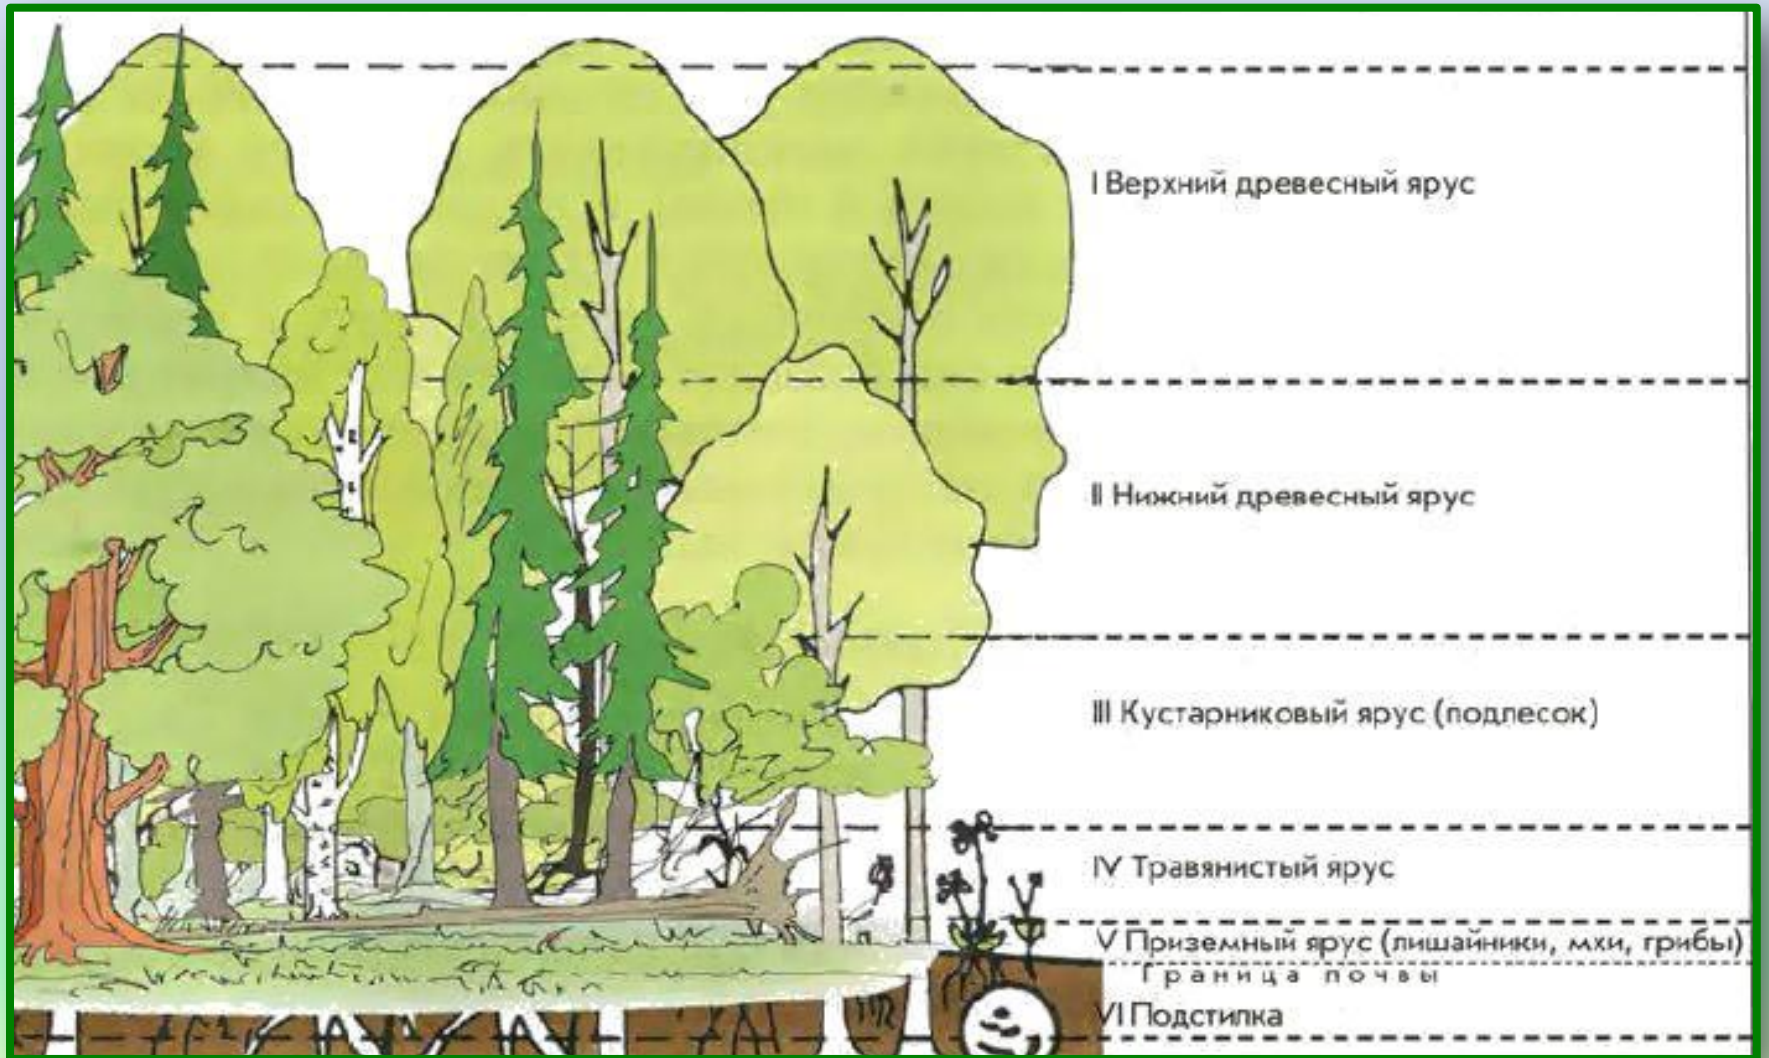 I Верхний древесный ярус
II Нижний древесный ярус
III Кустарниковый ярус (подлесок)
IV Травянистый ярус
V Приземный ярус (лишайники, мхи, грибы)
Граница почвы
VI Подстилка